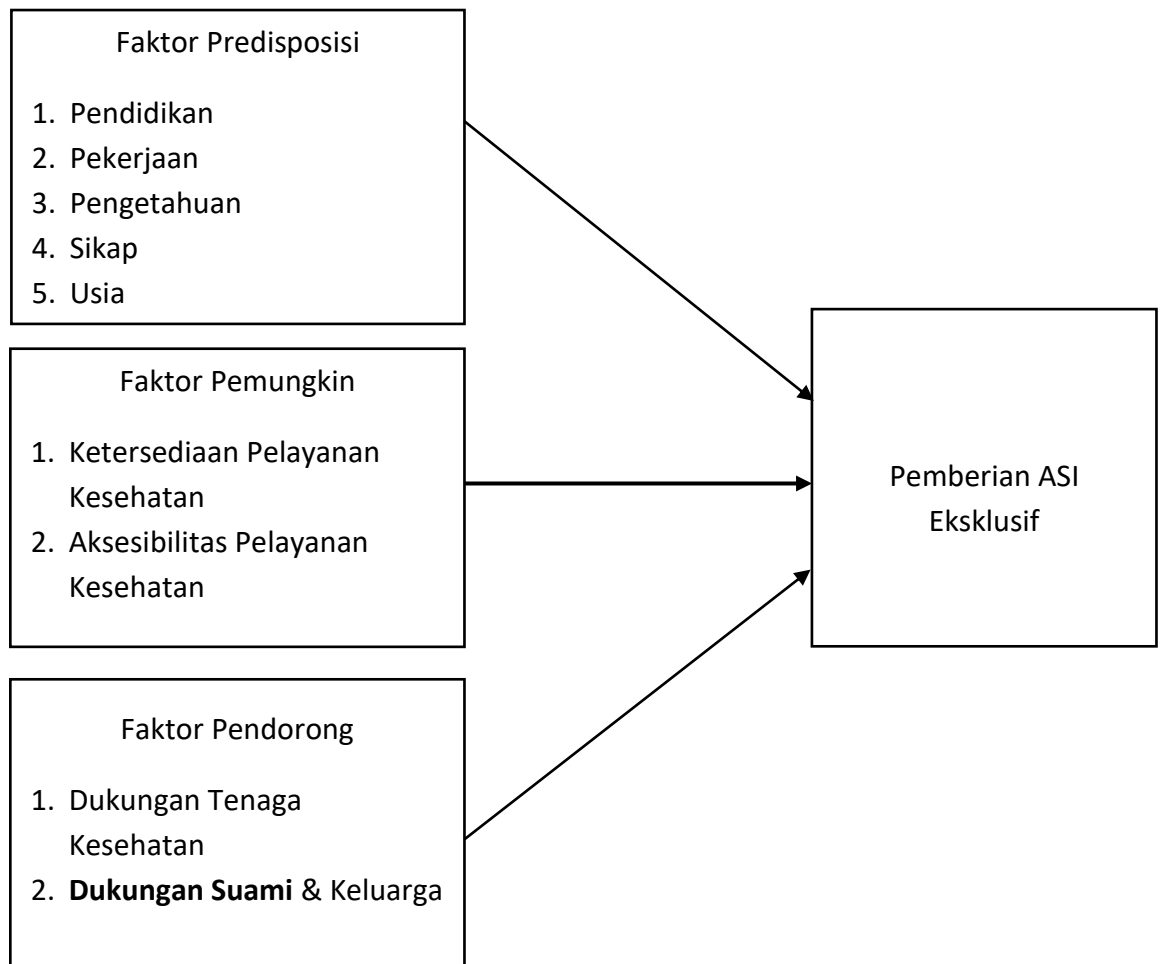 Faktor Predisposisi
1. Pendidikan
2. Pekerjaan
3. Pengetahuan
4. Sikap
5. Usia
Faktor Pemungkin
1. Ketersediaan Pelayanan
Kesehatan
2. Aksesibilitas Pelayanan
Kesehatan
Faktor Pendorong
1. Dukungan Tenaga
Kesehatan
2. Dukungan Suami & Keluarga
Pemberian ASI
Eksklusif